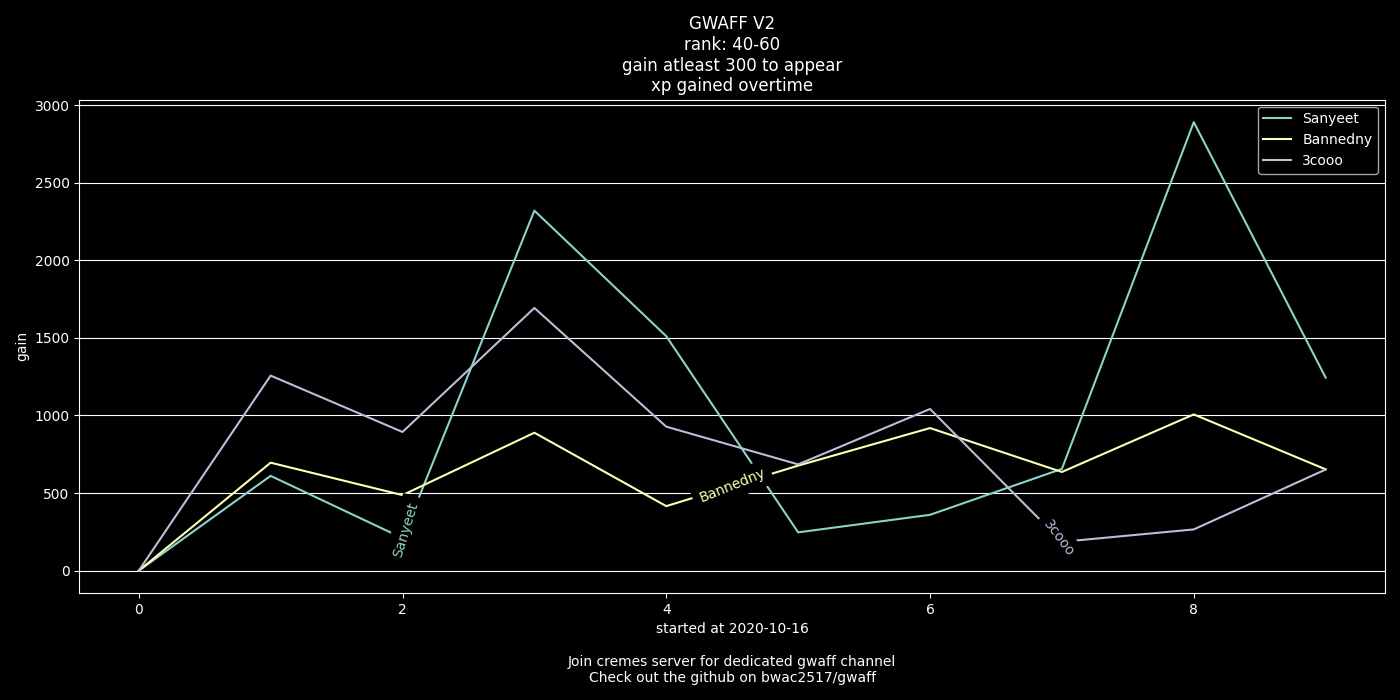 GWAFF V2
rank: 40-60
gain atleast 300 to appear
xp gained overtime
3000
2500
2000
1500
1000
500
0
gain
Sanyeet
Bannedny
3cooo
Sanyeet
Bannedny
3cooo
0 2 4 6 8
started at 2020-10-16
Join cremes server for dedicated gwaff channel
Check out the github on bwac2517/gwaff